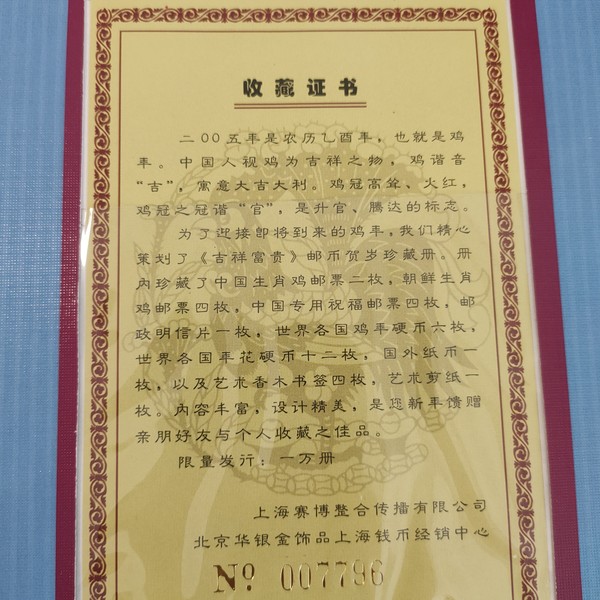 收藏证书
二00五年是农历乙酉年，也就是鸡
年。中国人视鸡为吉祥之物，鸡谐音
“吉”，寓意大吉大利。鸡冠高耸、火红，
鸡冠之冠谐“官”，是升官、腾达的标志。
为了迎接即将到来的鸡年，我们精心
策划了《吉祥富贵》邮币贺岁珍藏册。册
内珍藏了中国生肖鸡邮票二枚，朝鲜生肖
鸡邮票四枚，中国专用祝福邮票四枚，邮
政明信片一枚，世界各国鸡年硬币六枚，
世界各国年花硬币十二枚，国外纸币一
枚，以及艺术香木书签四枚，艺术剪纸一
枚。内容丰富，设计精美，是您新年馈赠
亲朋好友与个人收藏之佳品。
限量发行：一万册
上海赛博整合传播有限公司
北京华银金饰品上海钱币经销中心
No 007796